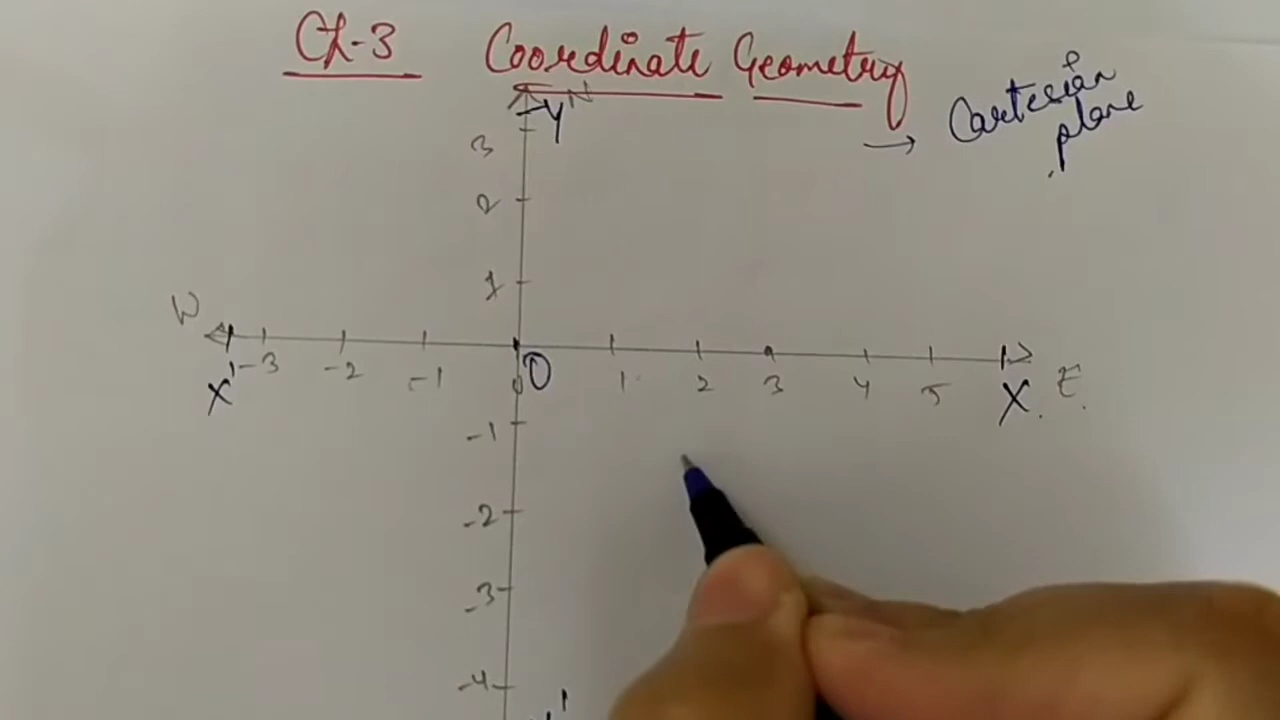 Ch-3 Coordinate Geometry
→ Cartesian
plane
N
Y
3
2
1
W E
X' -3 -2 -1 0 O 1 2 3 4 5 X
-1
-2
-3
-4